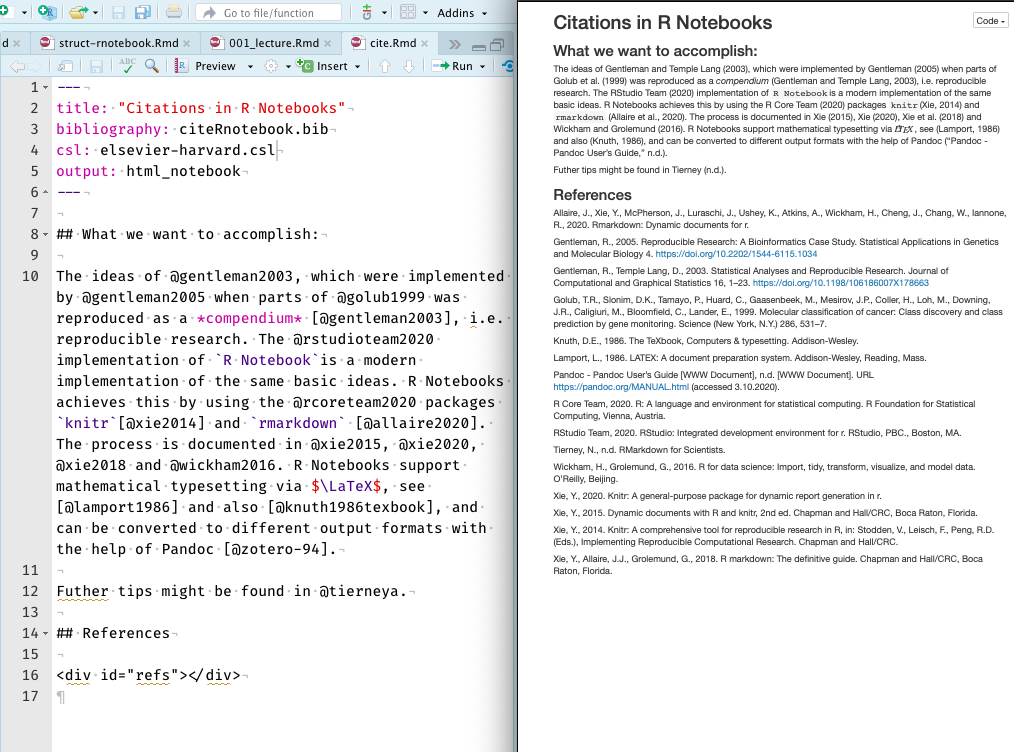 Go to file/function
Addins
d
struct-rnotebook.Rmd
001_lecture.Rmd
cite.Rmd
ABC
Preview
Insert
Run
1 ---
2 title: "Citations in R Notebooks"
3 bibliography: citeRnotebook.bib
4 csl: elsevier-harvard.csl
5 output: html_notebook
6 ---
7
8 ## What we want to accomplish:
9
10 The ideas of @gentleman2003, which were implemented
by @gentleman2005 when parts of @golub1999 was
reproduced as a *compendium* [@gentleman2003], i.e.
reproducible research. The @rstudioteam2020
implementation of `R Notebook`is a modern
implementation of the same basic ideas. R Notebooks
achieves this by using the @rcoreteam2020 packages
`knitr`[@xie2014] and `rmarkdown` [@allaire2020].
The process is documented in @xie2015, @xie2020,
@xie2018 and @wickham2016. R Notebooks support
mathematical typesetting via $\LaTeX$, see
[@lamport1986] and also [@knuth1986texbook], and
can be converted to different output formats with
the help of Pandoc [@zotero-94].
11
12 Futher tips might be found in @tierneya.
13
14 ## References
15
16 <div id="refs"></div>
17
Citations in R Notebooks
Code
What we want to accomplish:
The ideas of Gentleman and Temple Lang (2003), which were implemented by Gentleman (2005) when parts of
Golub et al. (1999) was reproduced as a compendium (Gentleman and Temple Lang, 2003), i.e. reproducible
research. The RStudio Team (2020) implementation of R Notebook is a modern implementation of the same
basic ideas. R Notebooks achieves this by using the R Core Team (2020) packages knitr (Xie, 2014) and
rmarkdown (Allaire et al., 2020). The process is documented in Xie (2015), Xie (2020), Xie et al. (2018) and
Wickham and Grolemund (2016). R Notebooks support mathematical typesetting via LATEX, see (Lamport, 1986)
and also (Knuth, 1986), and can be converted to different output formats with the help of Pandoc (“Pandoc -
Pandoc User’s Guide,” n.d.).
Futher tips might be found in Tierney (n.d.).
References
Allaire, J., Xie, Y., McPherson, J., Luraschi, J., Ushey, K., Atkins, A., Wickham, H., Cheng, J., Chang, W., Iannone,
R., 2020. Rmarkdown: Dynamic documents for r.
Gentleman, R., 2005. Reproducible Research: A Bioinformatics Case Study. Statistical Applications in Genetics
and Molecular Biology 4. https://doi.org/10.2202/1544-6115.1034
Gentleman, R., Temple Lang, D., 2003. Statistical Analyses and Reproducible Research. Journal of
Computational and Graphical Statistics 16, 1–23. https://doi.org/10.1198/106186007X178663
Golub, T.R., Slonim, D.K., Tamayo, P., Huard, C., Gaasenbeek, M., Mesirov, J.P., Coller, H., Loh, M., Downing,
J.R., Caligiuri, M., Bloomfield, C., Lander, E., 1999. Molecular classification of cancer: Class discovery and class
prediction by gene monitoring. Science (New York, N.Y.) 286, 531–7.
Knuth, D.E., 1986. The TeXbook, Computers & typesetting. Addison-Wesley.
Lamport, L., 1986. LATEX: A document preparation system. Addison-Wesley, Reading, Mass.
Pandoc - Pandoc User’s Guide [WWW Document], n.d. [WWW Document]. URL
https://pandoc.org/MANUAL.html (accessed 3.10.2020).
R Core Team, 2020. R: A language and environment for statistical computing. R Foundation for Statistical
Computing, Vienna, Austria.
RStudio Team, 2020. RStudio: Integrated development environment for r. RStudio, PBC., Boston, MA.
Tierney, N., n.d. RMarkdown for Scientists.
Wickham, H., Grolemund, G., 2016. R for data science: Import, tidy, transform, visualize, and model data.
O’Reilly, Beijing.
Xie, Y., 2020. Knitr: A general-purpose package for dynamic report generation in r.
Xie, Y., 2015. Dynamic documents with R and knitr, 2nd ed. Chapman and Hall/CRC, Boca Raton, Florida.
Xie, Y., 2014. Knitr: A comprehensive tool for reproducible research in R, in: Stodden, V., Leisch, F., Peng, R.D.
(Eds.), Implementing Reproducible Computational Research. Chapman and Hall/CRC.
Xie, Y., Allaire, J.J., Grolemund, G., 2018. R markdown: The definitive guide. Chapman and Hall/CRC, Boca
Raton, Florida.